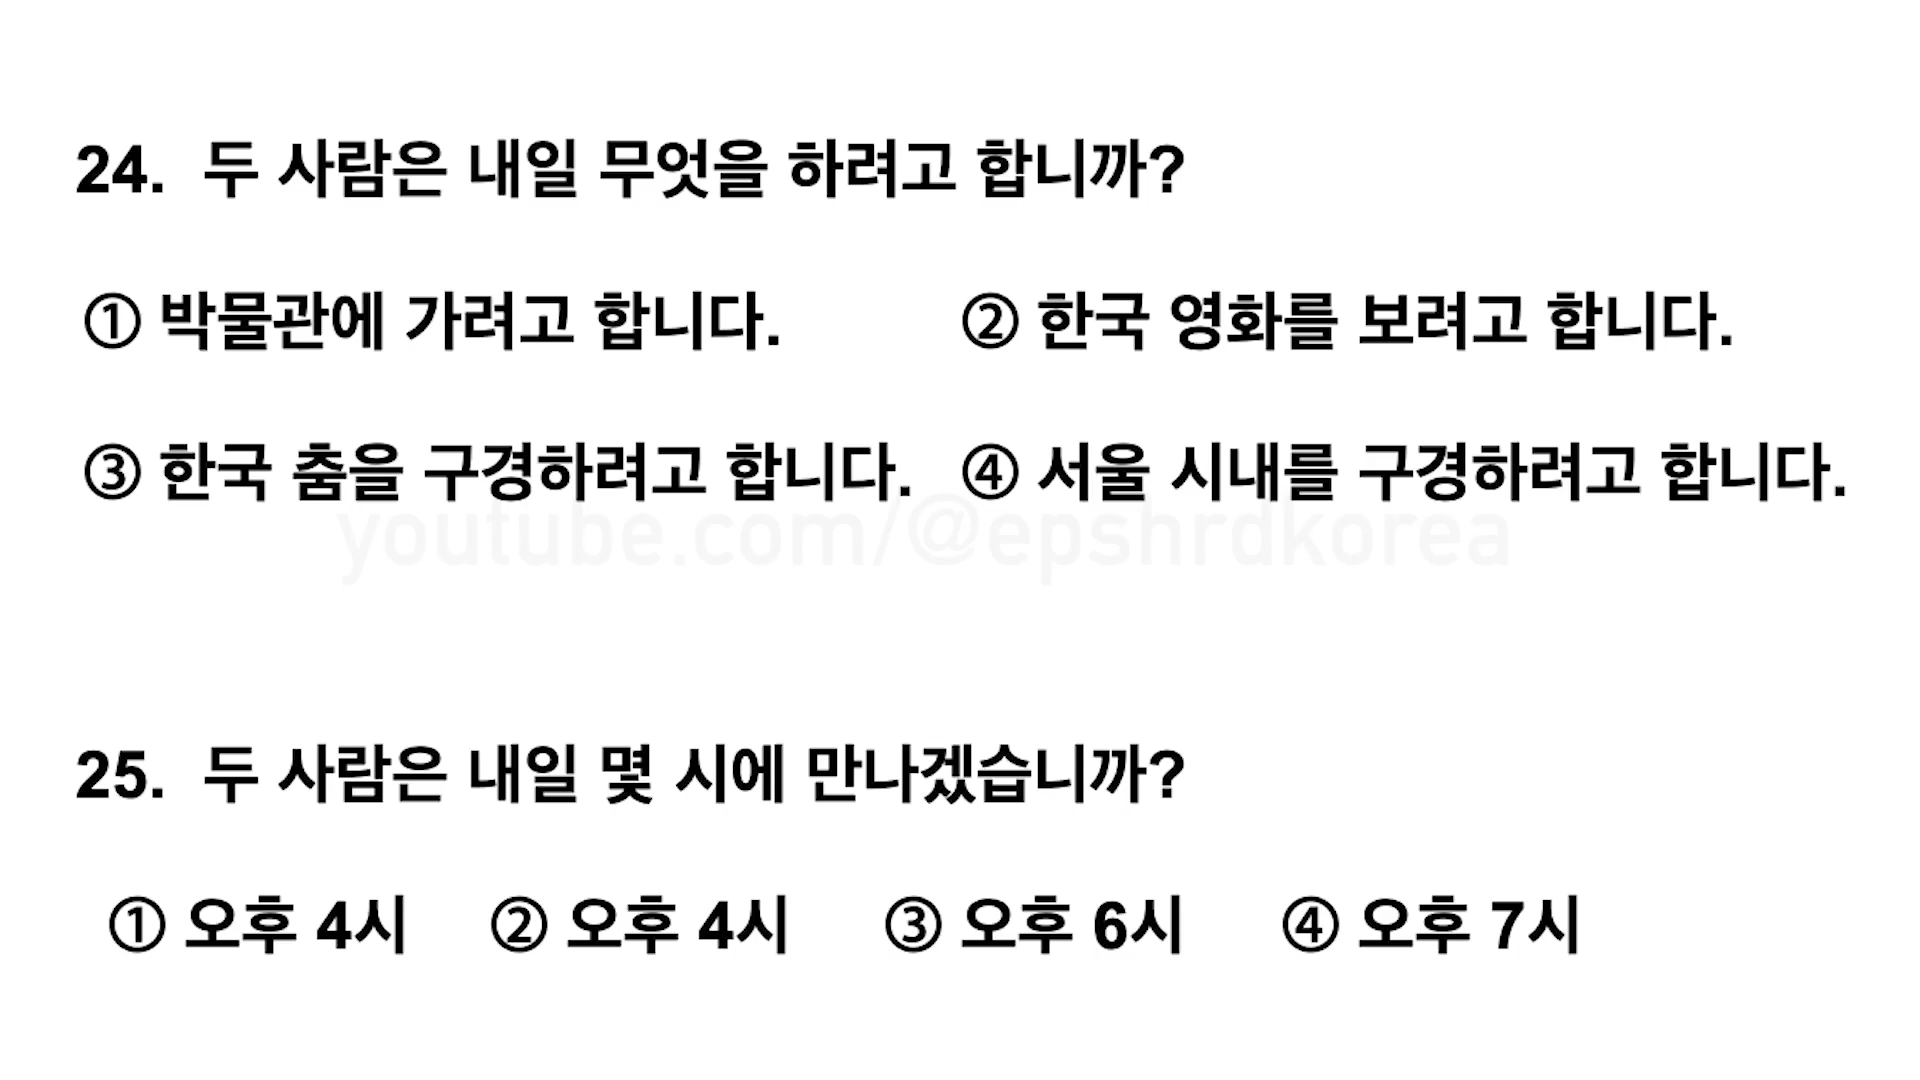 24. 두 사람은 내일 무엇을 하려고 합니까?
① 박물관에 가려고 합니다. ② 한국 영화를 보려고 합니다.
③ 한국 춤을 구경하려고 합니다. ④ 서울 시내를 구경하려고 합니다.
youtube.com/@epshrdkorea
25. 두 사람은 내일 몇 시에 만나겠습니까?
① 오후 4시 ② 오후 4시 ③ 오후 6시 ④ 오후 7시